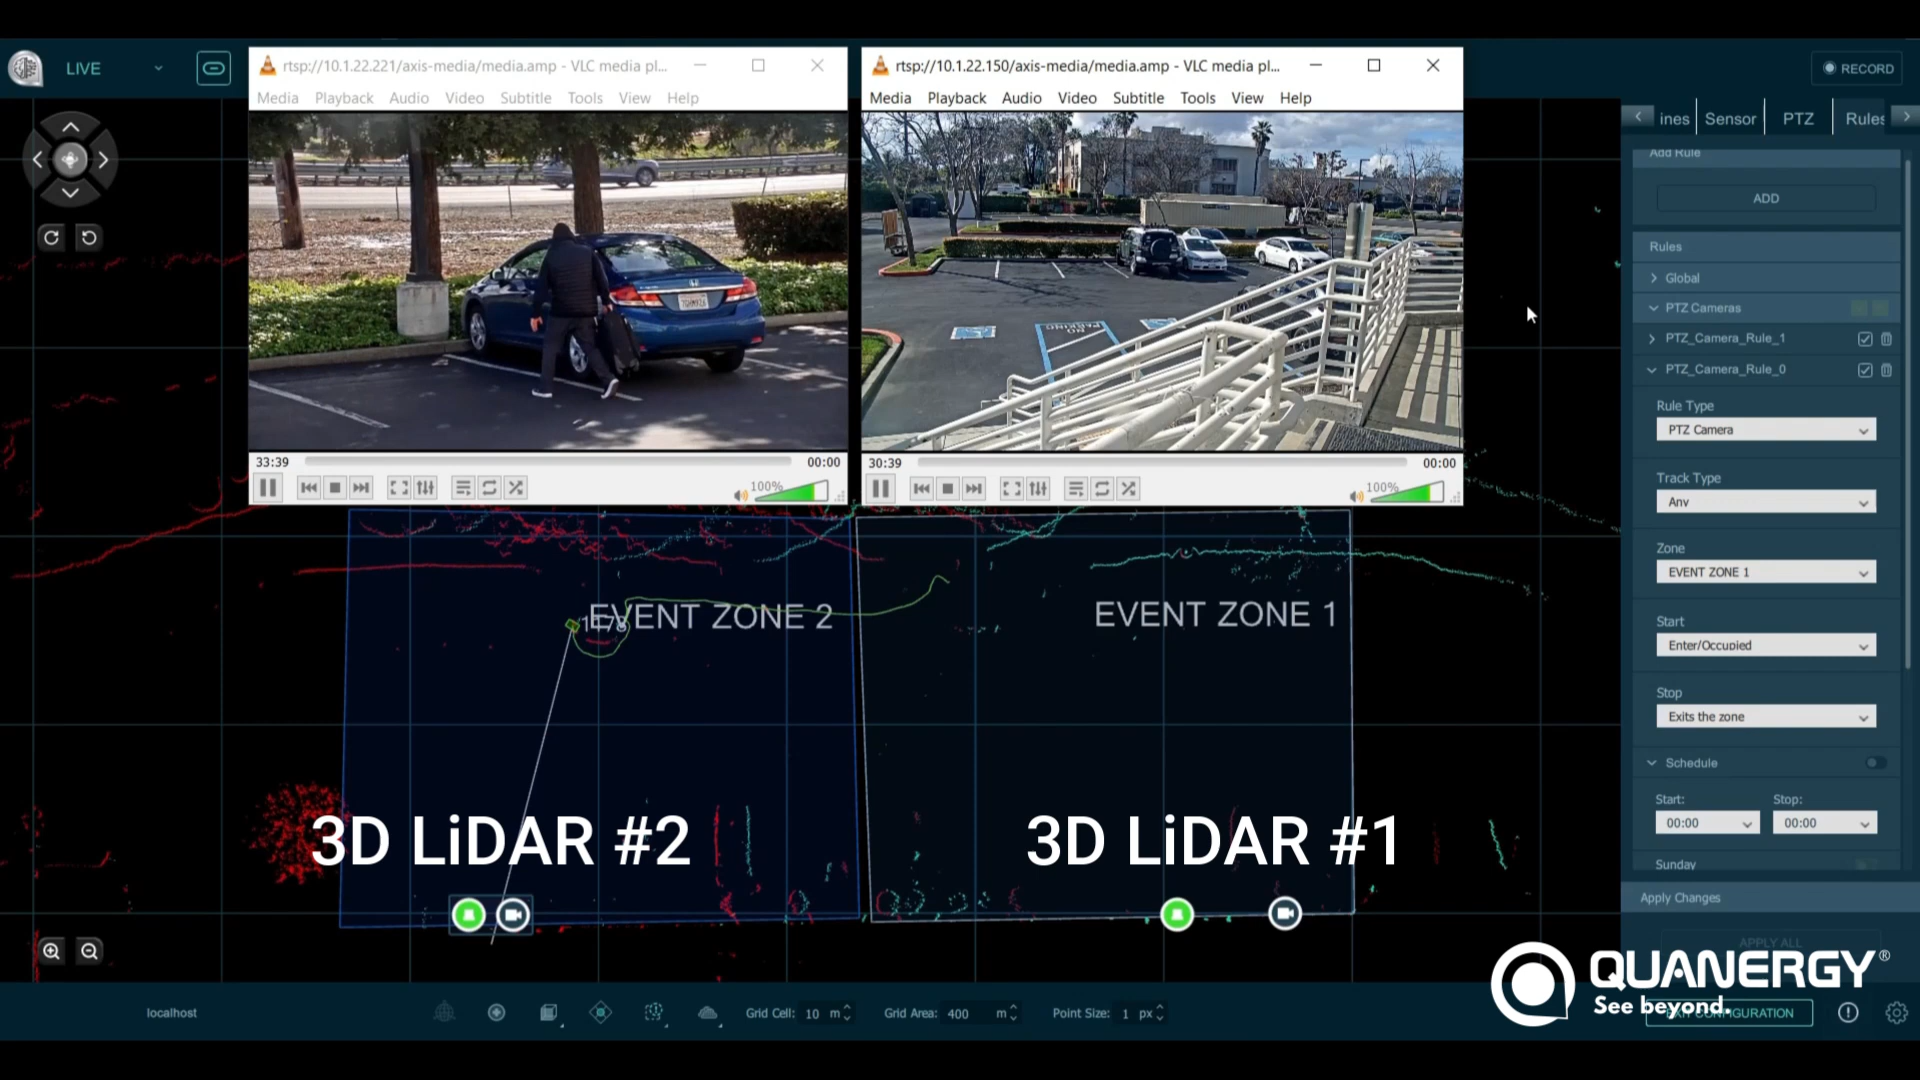 LIVE
rtsp://10.1.22.221/axis-media/media.amp - VLC media pl...
Media Playback Audio Video Subtitle Tools View Help
33:39
00:00
100%
rtsp://10.1.22.150/axis-media/media.amp - VLC media pl...
Media Playback Audio Video Subtitle Tools View Help
NO
PARKING
30:39
00:00
100%
RECORD
ines
Sensor
PTZ
Rules
Add Rule
ADD
Rules
Global
PTZ Cameras
PTZ_Camera_Rule_1
PTZ_Camera_Rule_0
Rule Type
PTZ Camera
Track Type
Any
Zone
EVENT ZONE 1
Start
Enter/Occupied
Stop
Exits the zone
Schedule
Start:
Stop:
00:00
00:00
Sunday
Apply Changes
APPLY ALL
EVENT ZONE 2
EVENT ZONE 1
3D LiDAR #2
3D LiDAR #1
localhost
Grid Cell: 10 m
Grid Area: 400 m
Point Size: 1 px
QUANERGY®
See beyond.
EXIT CONFIGURATION